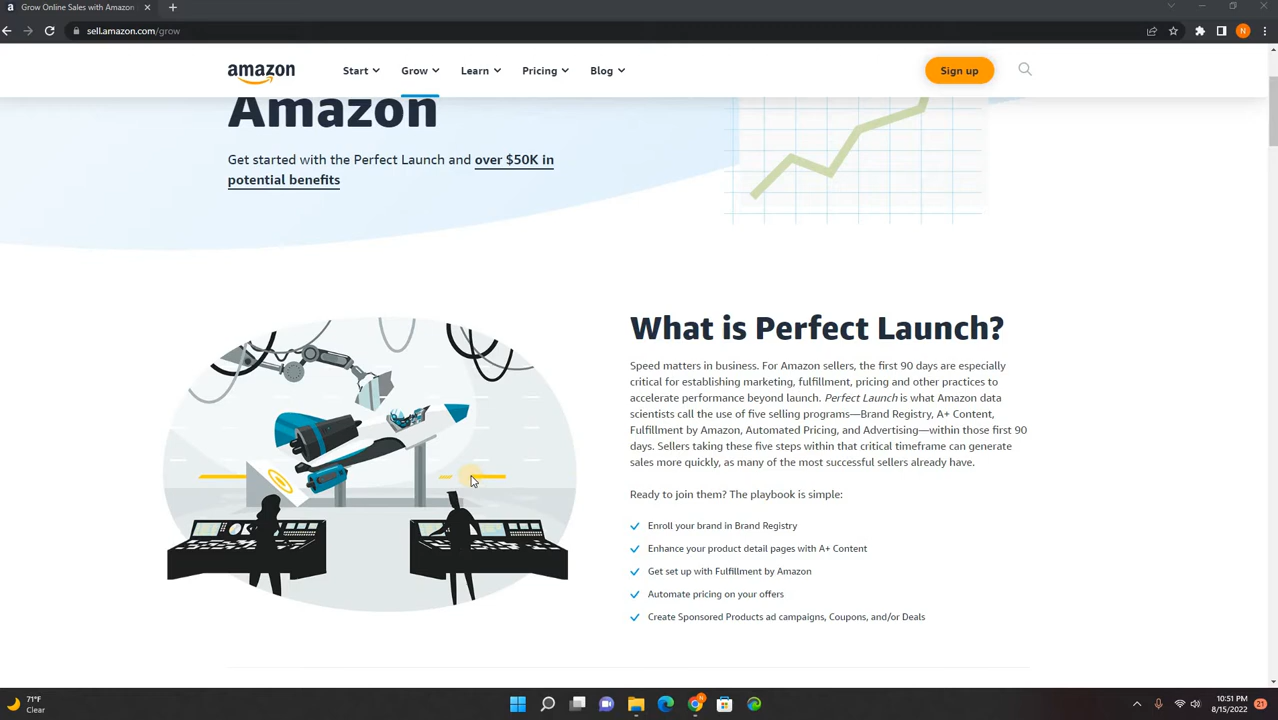 Grow Online Sales with Amazon
sell.amazon.com/grow
N
amazon
Start
Grow
Learn
Pricing
Blog
Sign up
Amazon
Get started with the Perfect Launch and over $50K in
potential benefits
What is Perfect Launch?
Speed matters in business. For Amazon sellers, the first 90 days are especially
critical for establishing marketing, fulfillment, pricing and other practices to
accelerate performance beyond launch. Perfect Launch is what Amazon data
scientists call the use of five selling programs—Brand Registry, A+ Content,
Fulfillment by Amazon, Automated Pricing, and Advertising—within those first 90
days. Sellers taking these five steps within that critical timeframe can generate
sales more quickly, as many of the most successful sellers already have.
Ready to join them? The playbook is simple:
Enroll your brand in Brand Registry
Enhance your product detail pages with A+ Content
Get set up with Fulfillment by Amazon
Automate pricing on your offers
Create Sponsored Products ad campaigns, Coupons, and/or Deals
71°F
Clear
10:51 PM
8/15/2022
21